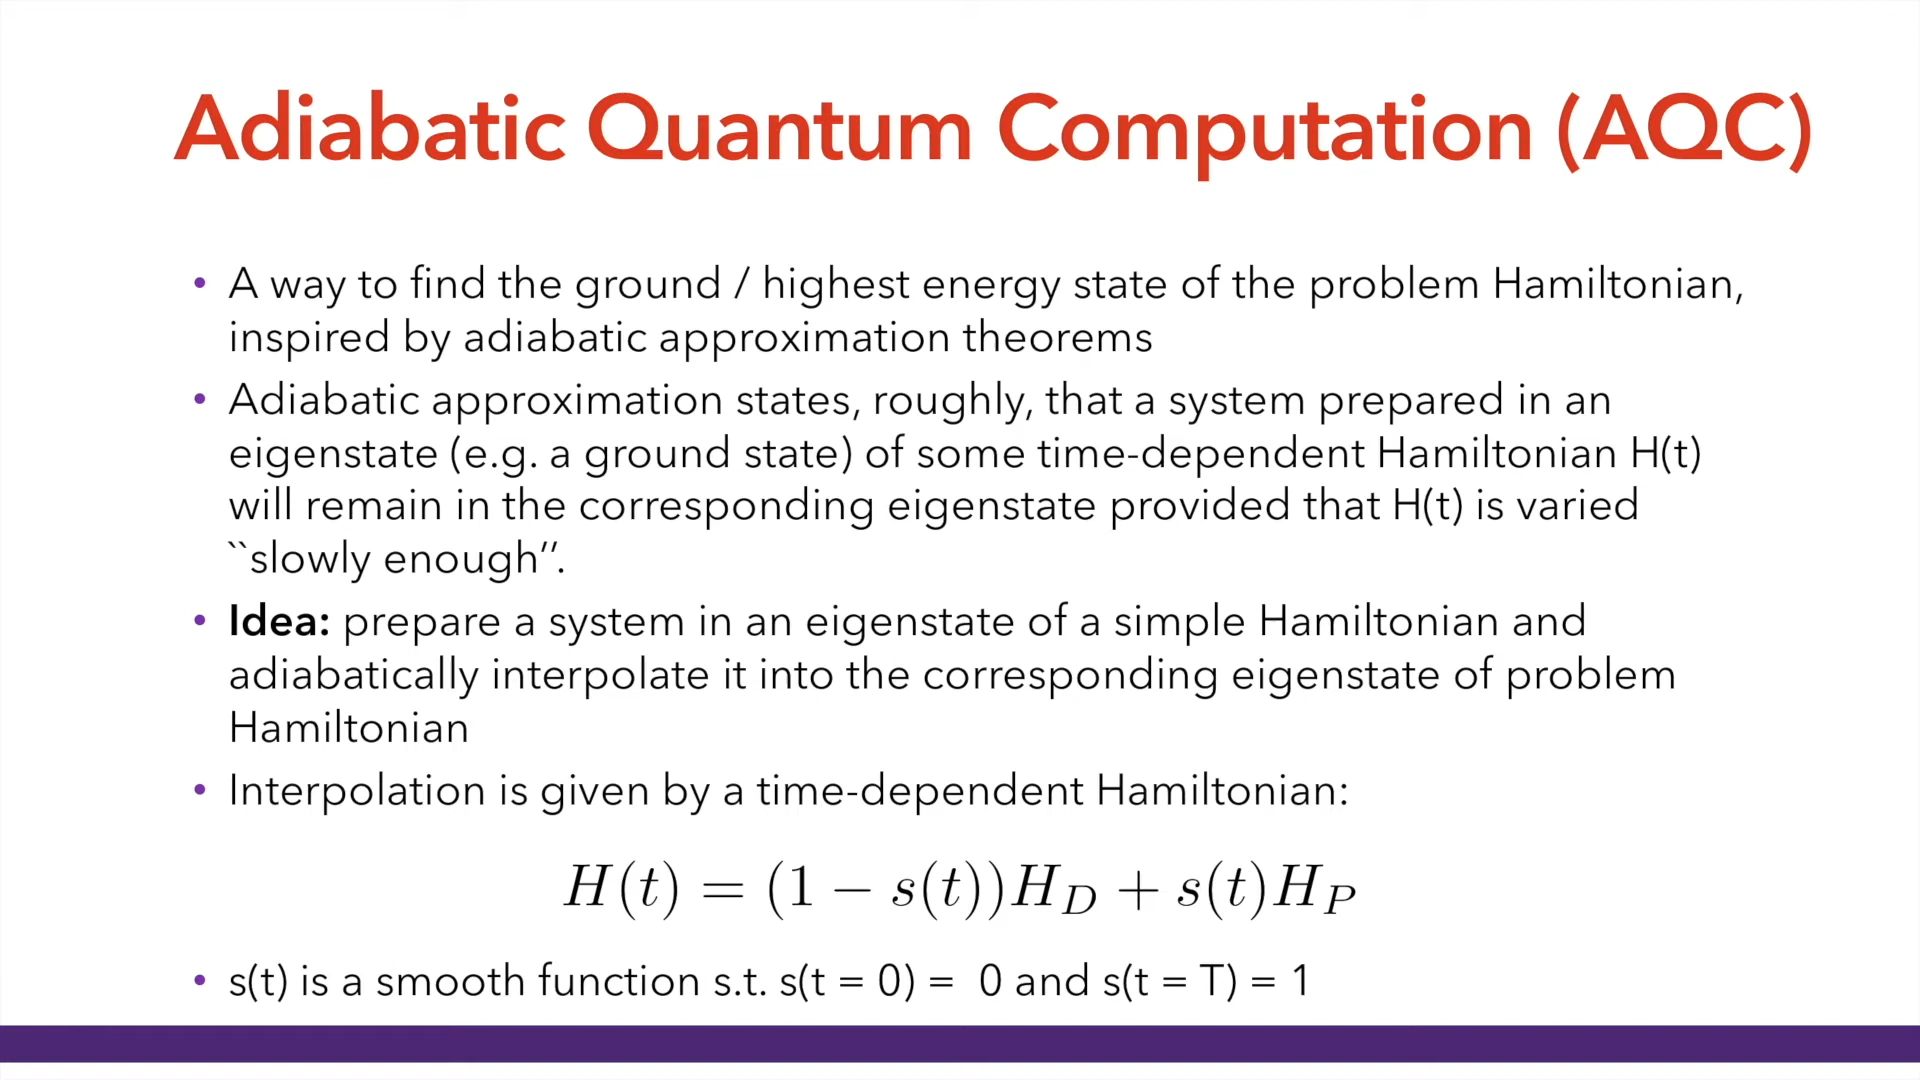 Adiabatic Quantum Computation (AQC)
• A way to find the ground / highest energy state of the problem Hamiltonian,
inspired by adiabatic approximation theorems
• Adiabatic approximation states, roughly, that a system prepared in an
eigenstate (e.g. a ground state) of some time-dependent Hamiltonian H(t)
will remain in the corresponding eigenstate provided that H(t) is varied
``slowly enough’’.
• Idea: prepare a system in an eigenstate of a simple Hamiltonian and
adiabatically interpolate it into the corresponding eigenstate of problem
Hamiltonian
• Interpolation is given by a time-dependent Hamiltonian:
H(t) = (1 − s(t))H_D + s(t)H_P
• s(t) is a smooth function s.t. s(t = 0) = 0 and s(t = T) = 1